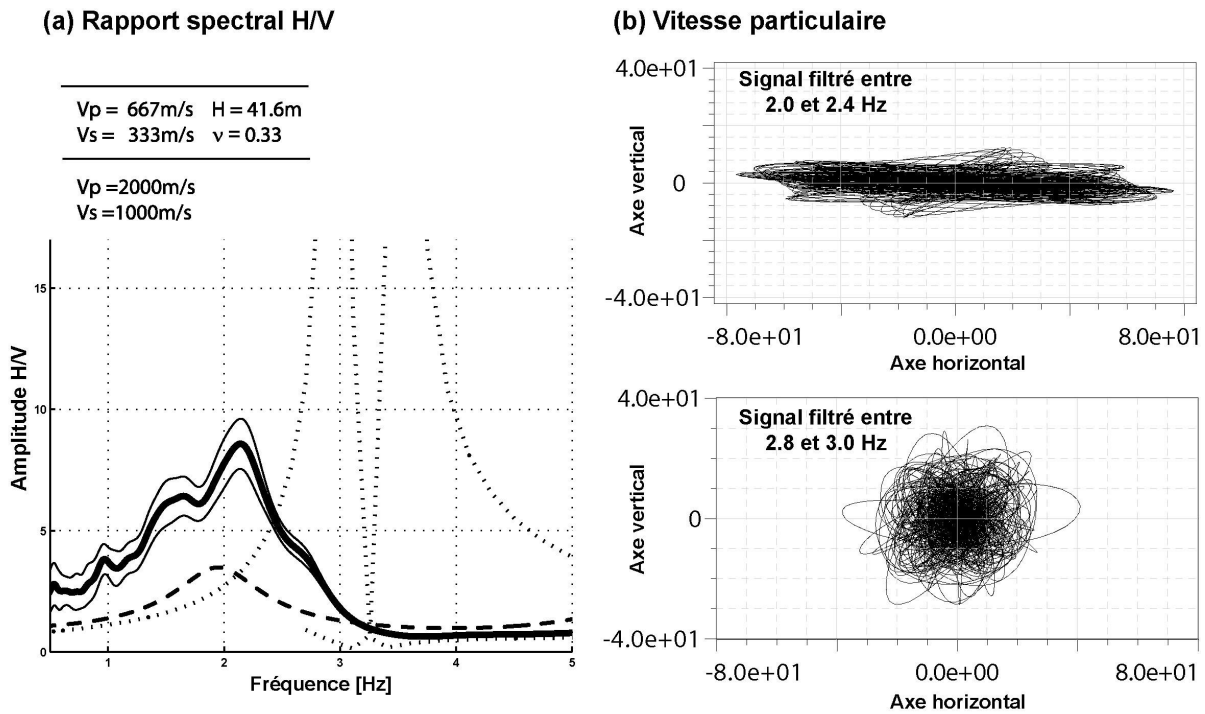 (a) Rapport spectral H/V
Vp = 667m/s H = 41.6m
Vs = 333m/s ν = 0.33
Vp =2000m/s
Vs =1000m/s
Amplitude H/V
15
10
5
0
1 2 3 4 5
Fréquence [Hz]
(b) Vitesse particulaire
Signal filtré entre
2.0 et 2.4 Hz
Axe vertical
4.0e+01
0
-4.0e+01
-8.0e+01 0.0e+00 8.0e+01
Axe horizontal
Signal filtré entre
2.8 et 3.0 Hz
Axe vertical
4.0e+01
0
-4.0e+01
-8.0e+01 0.0e+00 8.0e+01
Axe horizontal